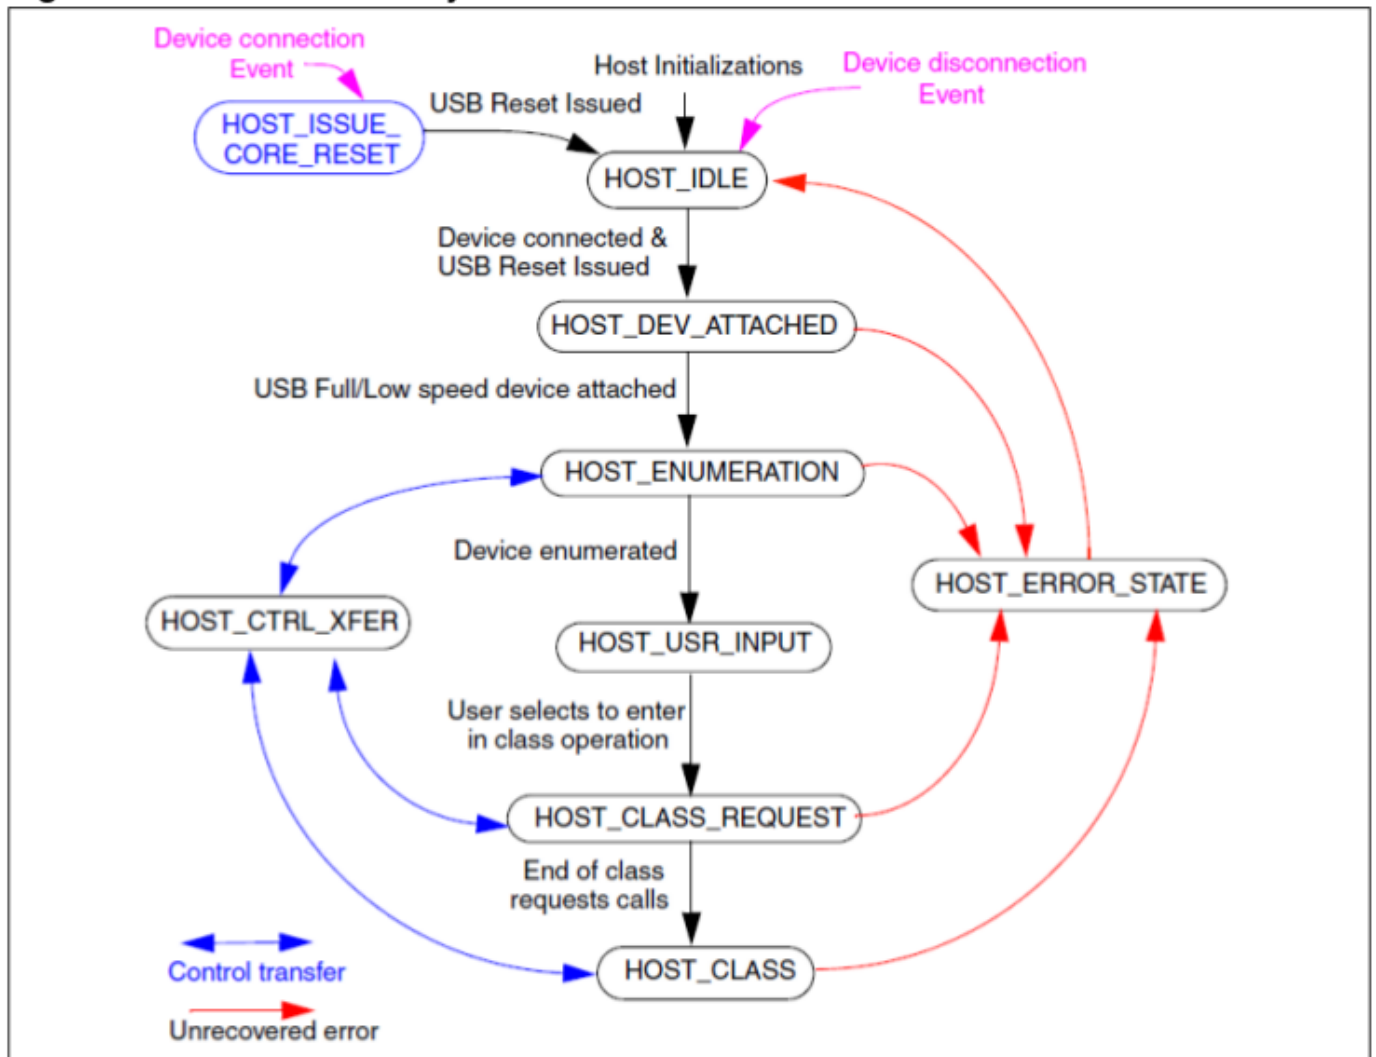 Device connection
Event
Host Initializations
Device disconnection
Event
USB Reset Issued
HOST_ISSUE_
CORE_RESET
HOST_IDLE
Device connected &
USB Reset Issued
HOST_DEV_ATTACHED
USB Full/Low speed device attached
HOST_ENUMERATION
Device enumerated
HOST_ERROR_STATE
HOST_CTRL_XFER
HOST_USR_INPUT
User selects to enter
in class operation
HOST_CLASS_REQUEST
End of class
requests calls
HOST_CLASS
Control transfer
Unrecovered error